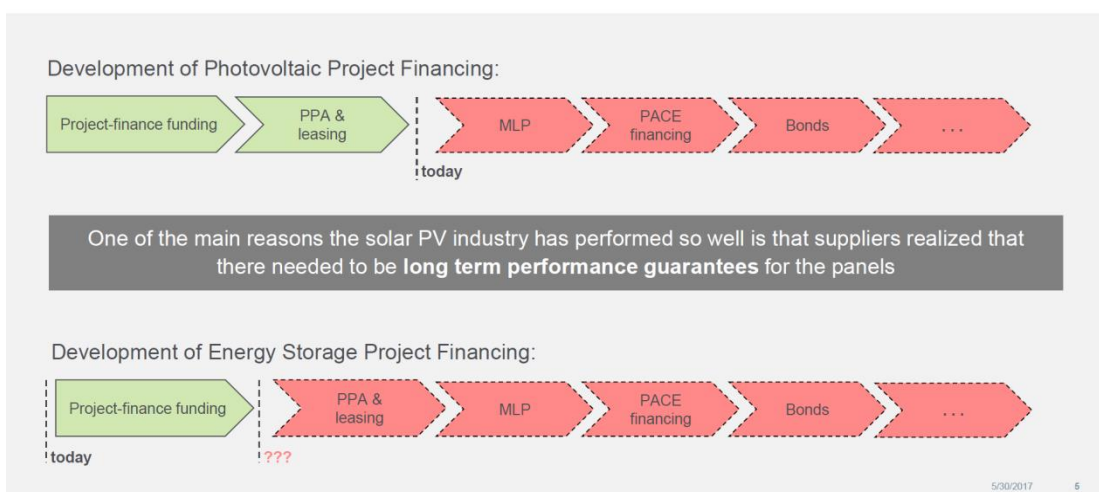 Development of Photovoltaic Project Financing:
Project-finance funding
PPA &
leasing
MLP
PACE
financing
Bonds
. . .
today
One of the main reasons the solar PV industry has performed so well is that suppliers realized that
there needed to be long term performance guarantees for the panels
Development of Energy Storage Project Financing:
Project-finance funding
PPA &
leasing
MLP
PACE
financing
Bonds
. . .
today
???
5/30/2017
5